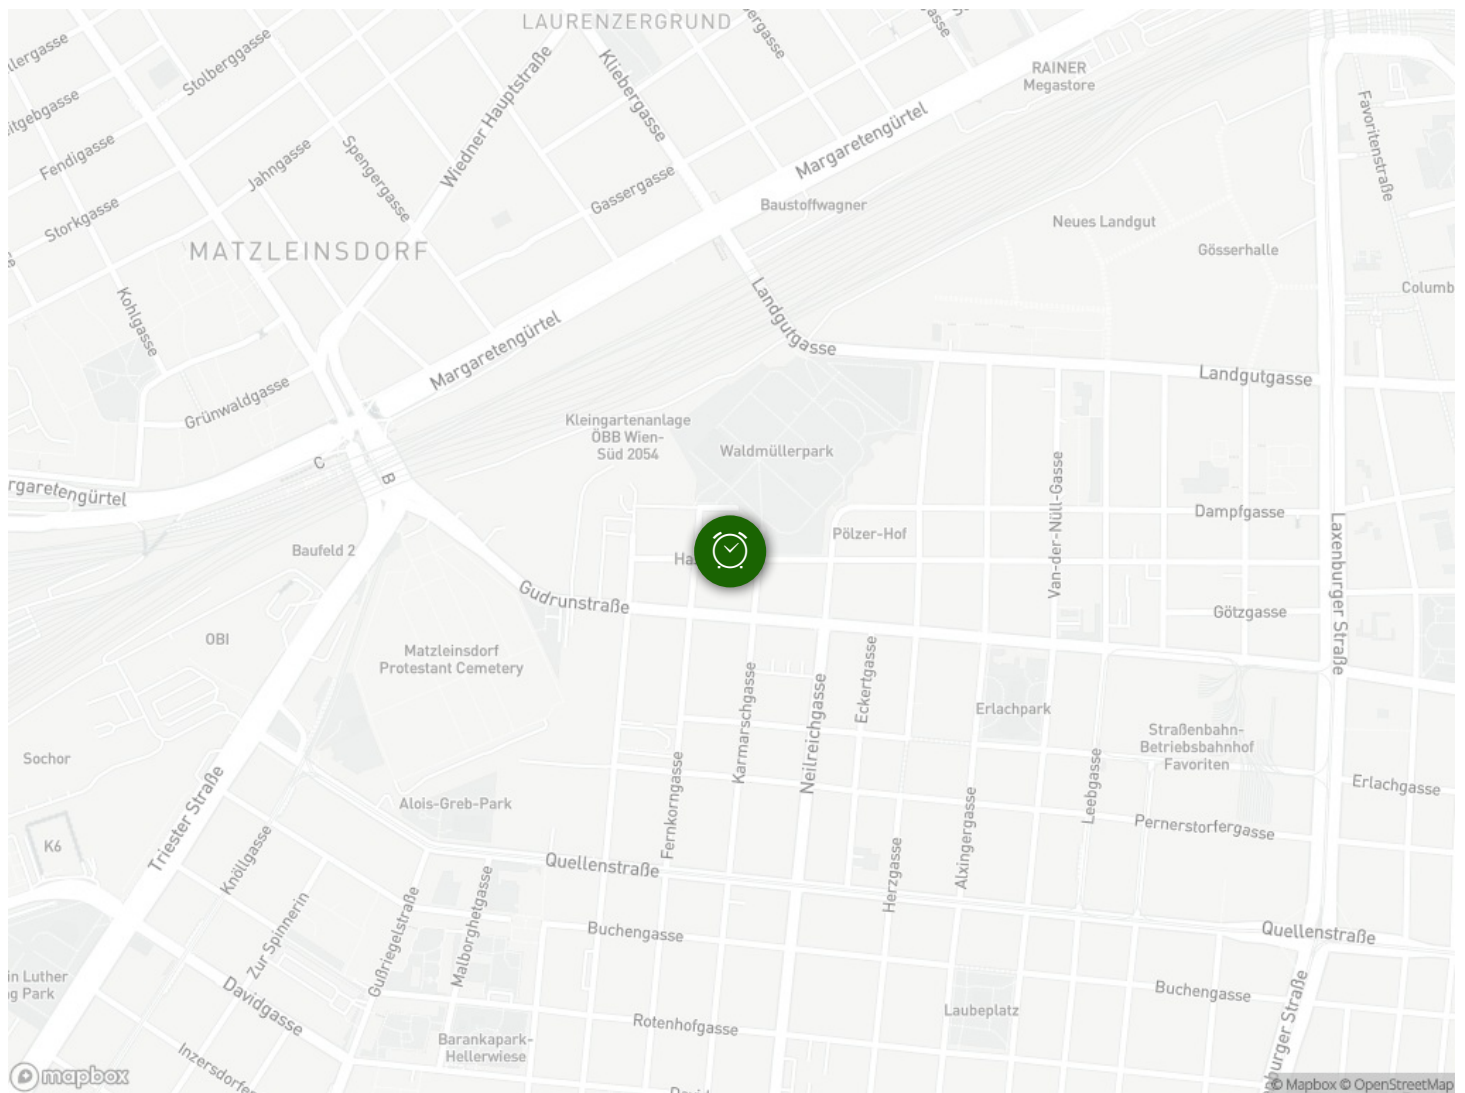 LAURENZERGRUND
Stolberggasse
Wiedner Hauptstraße
Kliebergasse
RAINER
Megastore
Favoritenstraße
Fendigasse
Jahngasse
Spengergasse
Margaretengürtel
Gassergasse
Storkgasse
Baustoffwagner
Neues Landgut
Gösserhalle
MATZLEINSDORF
Kohlgasse
Landgutgasse
Margaretengürtel
Landgutgasse
Grünwaldgasse
Kleingartenanlage
ÖBB Wien-
Süd 2054
Waldmüllerpark
C
B
Van-der-Nüll-Gasse
Dampfgasse
Laxenburger Straße
Pölzer-Hof
Baufeld 2
Gudrunstraße
Götzgasse
OBI
Matzleinsdorf
Protestant Cemetery
Eckertgasse
Karmarschgasse
Neilreichgasse
Erlachpark
Straßenbahn-
Betriebsbahnhof
Favoriten
Sochor
Triester Straße
Alois-Greb-Park
Fernkorngasse
Leebgasse
Erlachgasse
Alxingergasse
Pernerstorfergasse
K6
Knöllgasse
Herzgasse
Quellenstraße
Gußriegelstraße
Malborghetgasse
Zur Spinnerin
Buchengasse
Quellenstraße
Davidgasse
Buchengasse
Laubeplatz
Rotenhofgasse
Barankapark-
Hellerwiese
mapbox
© Mapbox © OpenStreetMap